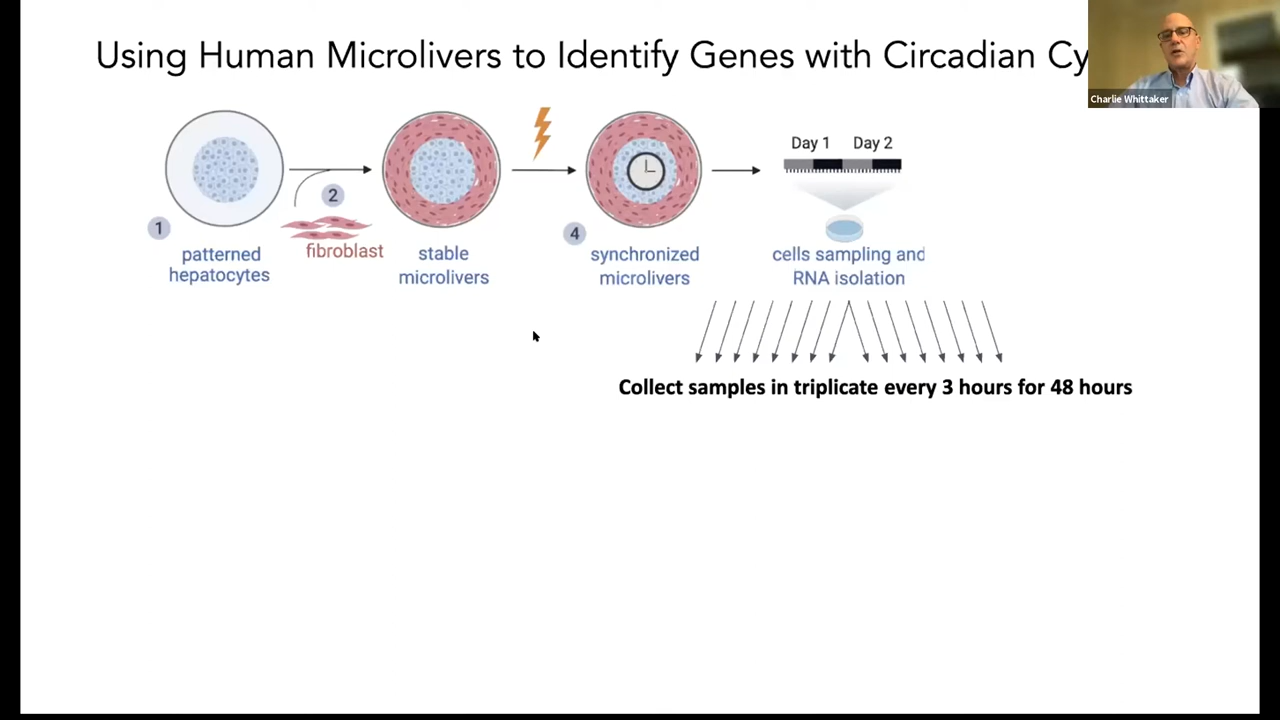 Using Human Microlivers to Identify Genes with Circadian Cy
Charlie Whittaker
Day 1 Day 2
2
1
4
patterned
hepatocytes
fibroblast
stable
microlivers
synchronized
microlivers
cells sampling and
RNA isolation
Collect samples in triplicate every 3 hours for 48 hours